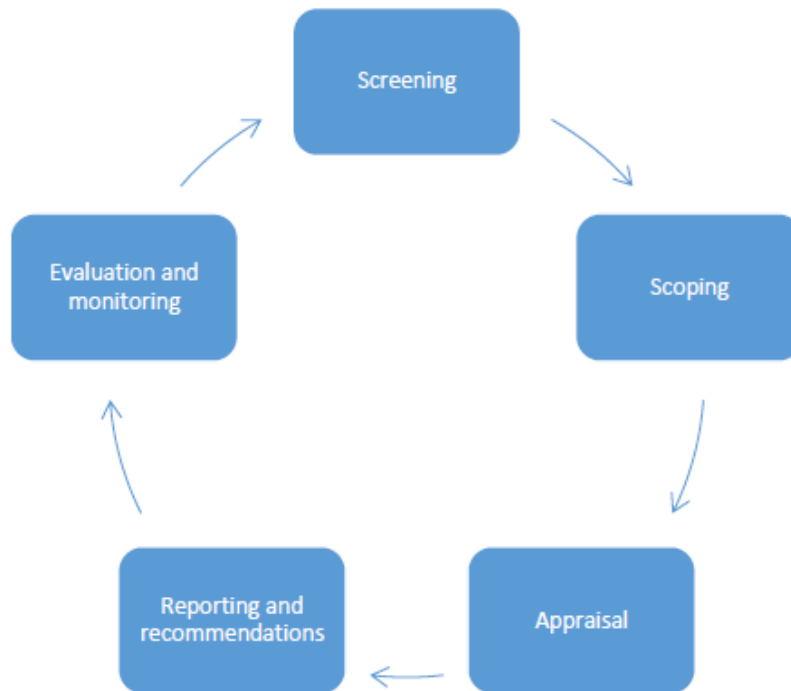 Screening
Scoping
Appraisal
Reporting and
recommendations
Evaluation and
monitoring